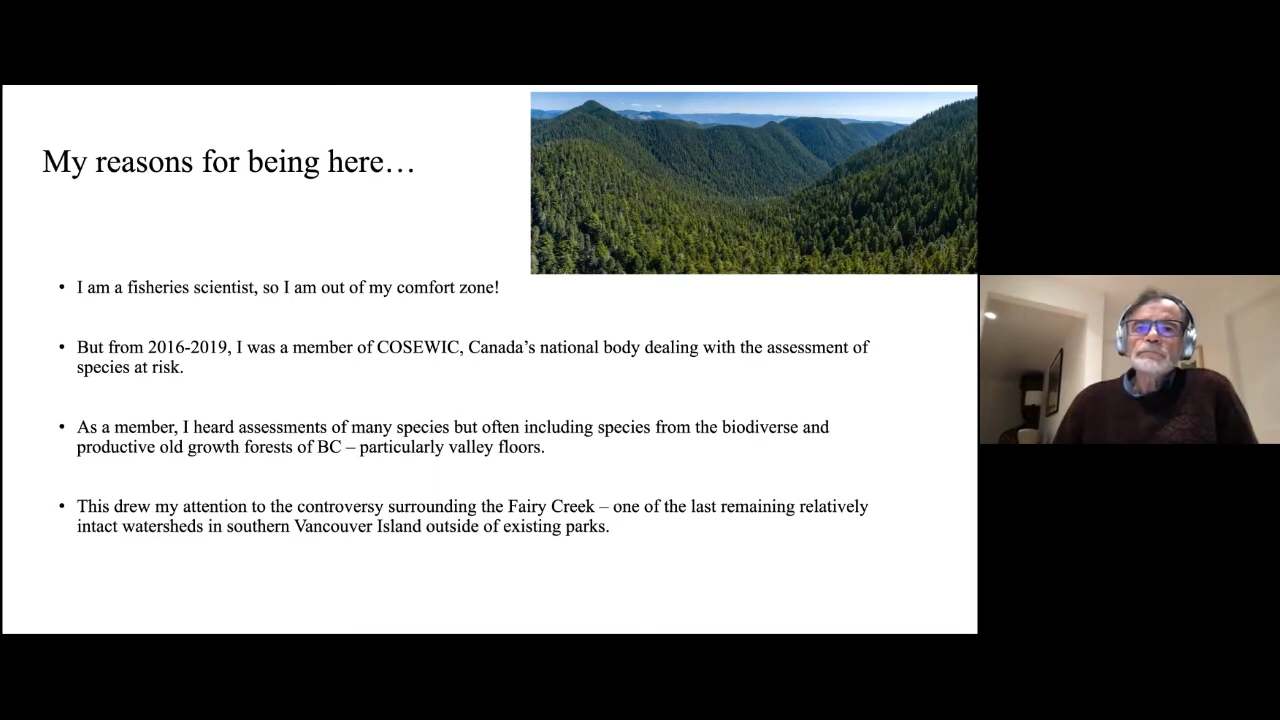 My reasons for being here…
• I am a fisheries scientist, so I am out of my comfort zone!
• But from 2016-2019, I was a member of COSEWIC, Canada’s national body dealing with the assessment of
species at risk.
• As a member, I heard assessments of many species but often including species from the biodiverse and
productive old growth forests of BC – particularly valley floors.
• This drew my attention to the controversy surrounding the Fairy Creek – one of the last remaining relatively
intact watersheds in southern Vancouver Island outside of existing parks.